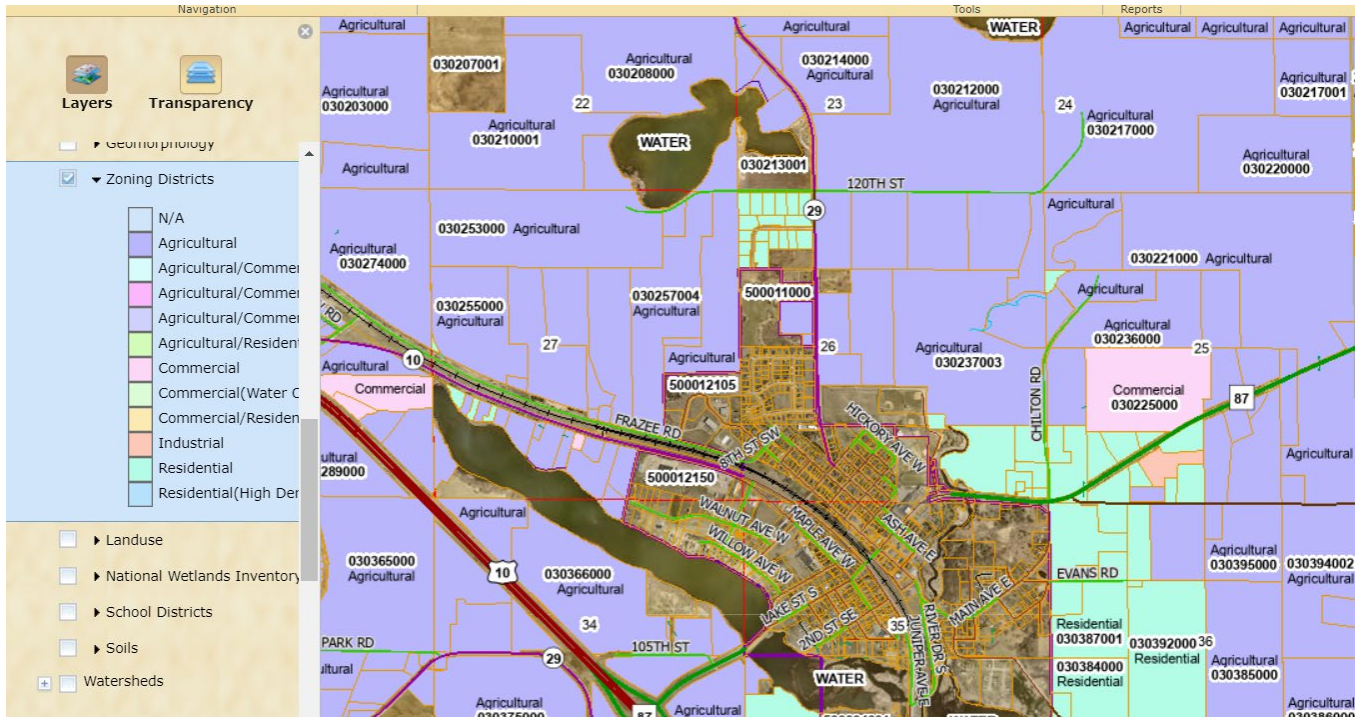 Navigation
Tools
Reports
Layers
Transparency
Geomorphology
Zoning Districts
N/A
Agricultural
Agricultural/Commer
Agricultural/Commer
Agricultural/Commer
Agricultural/Resident
Commercial
Commercial(Water O
Commercial/Residen
Industrial
Residential
Residential(High Den
Landuse
National Wetlands Inventory
School Districts
Soils
Watersheds
Agricultural
Agricultural
WATER
Agricultural
Agricultural
Agricultural
030207001
Agricultural
030208000
030214000
Agricultural
030212000
Agricultural
Agricultural
030217001
Agricultural
030203000
22
23
24
Agricultural
030217000
Agricultural
030210001
WATER
030213001
Agricultural
030220000
Agricultural
120TH ST
29
Agricultural
030253000
Agricultural
Agricultural
030274000
030221000
Agricultural
030255000
Agricultural
030257004
Agricultural
500011000
Agricultural
Agricultural
030236000
27
26
25
Agricultural
030237003
10
Agricultural
Agricultural
500012105
Commercial
Commercial
030225000
87
CHILTON RD
FRAZEE RD
8TH ST SW
HICKORY AVE W
Agricultural
ultural
289000
500012150
WALNUT AVE W
MAPLE AVE W
ASH AVE E
WILLOW AVE W
Agricultural
030365000
Agricultural
10
030366000
Agricultural
Agricultural
030395000
030394002
Agricultural
EVANS RD
LAKE ST S
2ND ST SE
MAIN AVE E
RIVER DR S
JUNIPER AVE E
34
35
Residential
030387001
030392000
36
Residential
PARK RD
29
105TH ST
Agricultural
030385000
030384000
Residential
ultural
WATER
Agricultural
030375000
87
Agricultural
Agricultural
030386000
WATER